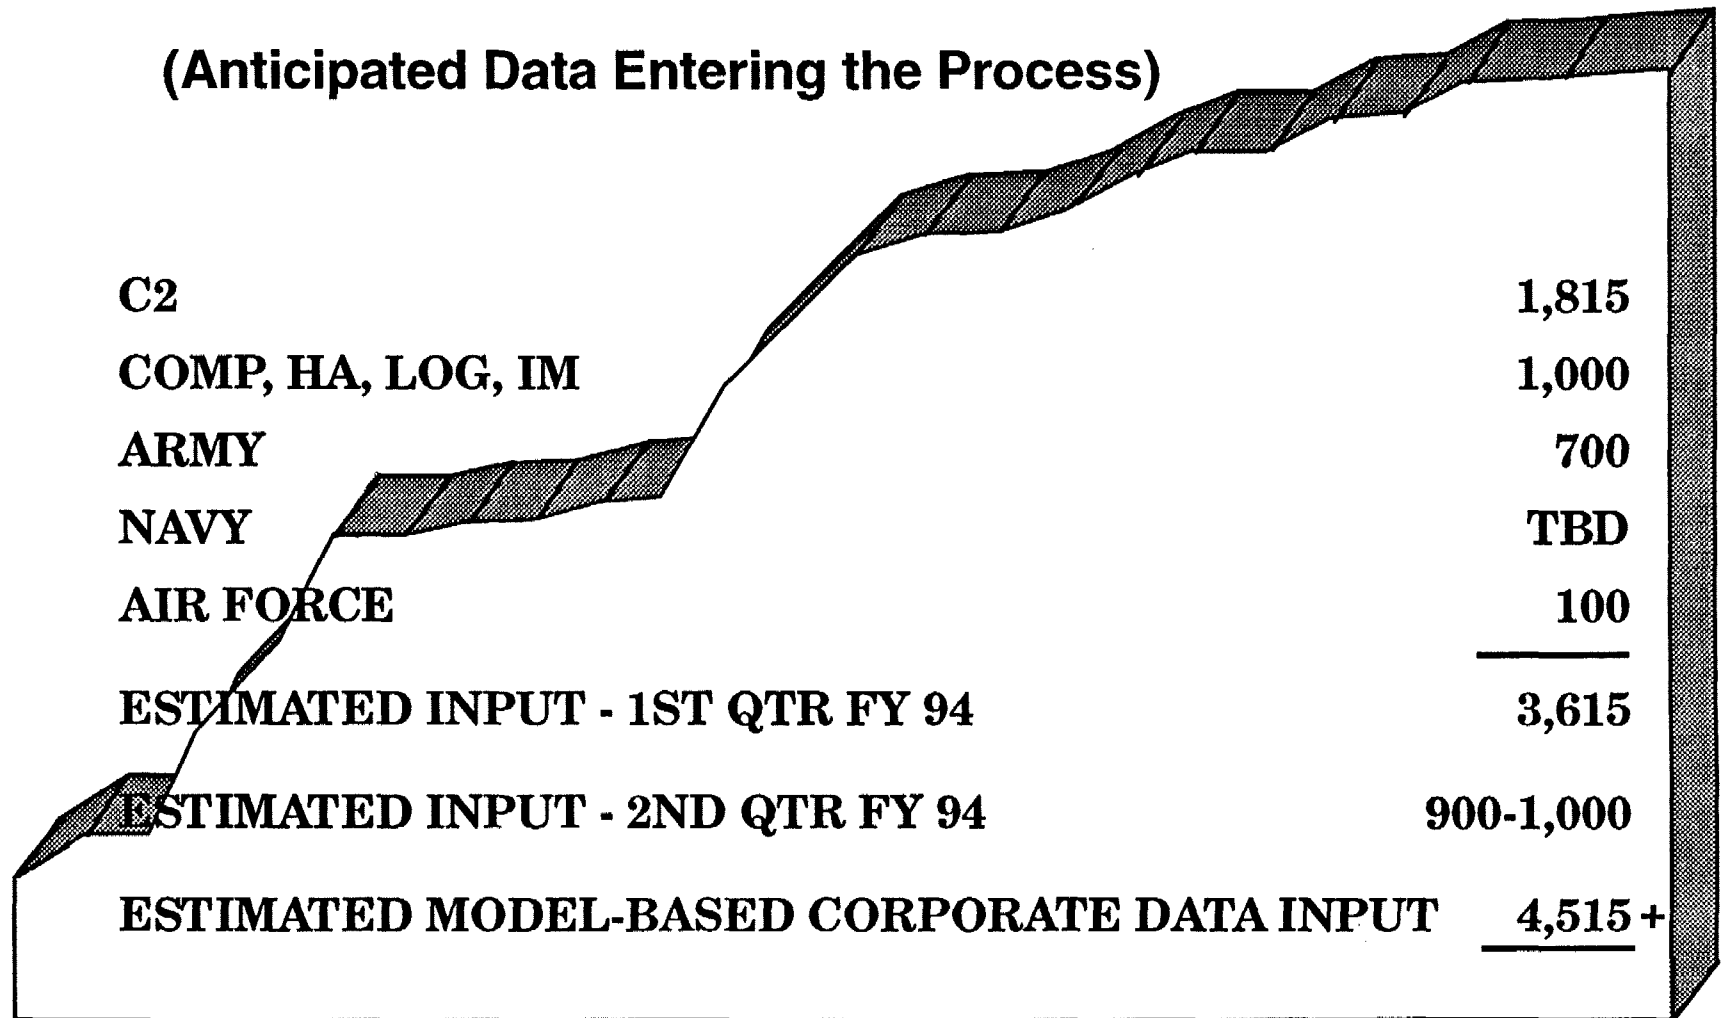 (Anticipated Data Entering the Process)
C2 1,815
COMP, HA, LOG, IM 1,000
ARMY 700
NAVY TBD
AIR FORCE 100
ESTIMATED INPUT - 1ST QTR FY 94 3,615
ESTIMATED INPUT - 2ND QTR FY 94 900-1,000
ESTIMATED MODEL-BASED CORPORATE DATA INPUT 4,515+